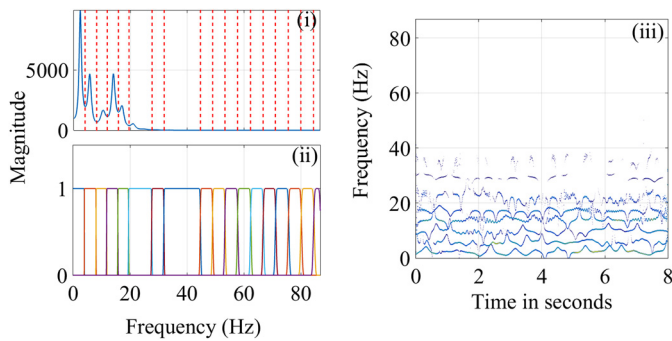 (i)
5000
0
Magnitude
(ii)
1
0
0 20 40 60 80
Frequency (Hz)
(iii)
80
60
40
20
0
Frequency (Hz)
0 2 4 6 8
Time in seconds